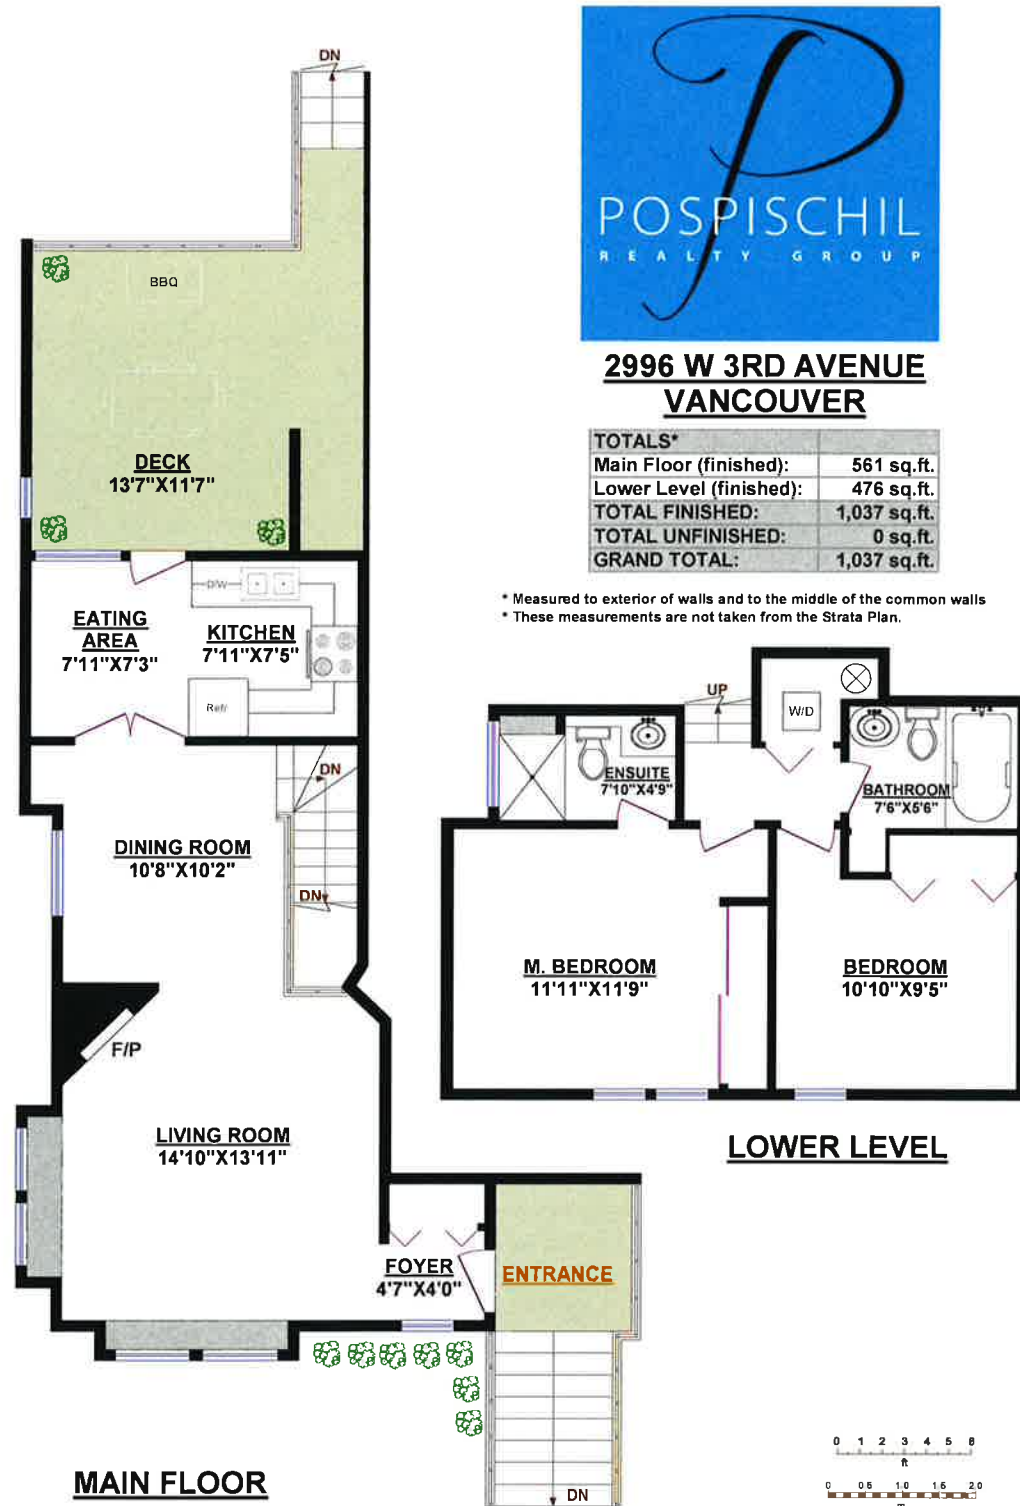 POSPISCHIL
REALTY GROUP
2996 W 3RD AVENUE
VANCOUVER
TOTALS*
Main Floor (finished): 561 sq.ft.
Lower Level (finished): 476 sq.ft.
TOTAL FINISHED: 1,037 sq.ft.
TOTAL UNFINISHED: 0 sq.ft.
GRAND TOTAL: 1,037 sq.ft.
* Measured to exterior of walls and to the middle of the common walls
* These measurements are not taken from the Strata Plan.
DN
BBQ
DECK
13'7"X11'7"
D/W
EATING
AREA
7'11"X7'3"
KITCHEN
7'11"X7'5"
Refr
DN
DINING ROOM
10'8"X10'2"
DN
F/P
LIVING ROOM
14'10"X13'11"
FOYER
4'7"X4'0"
ENTRANCE
DN
MAIN FLOOR
UP
W/D
ENSUITE
7'10"X4'9"
BATHROOM
7'6"X5'6"
M. BEDROOM
11'11"X11'9"
BEDROOM
10'10"X9'5"
LOWER LEVEL
0 1 2 3 4 5 6
ft
0 0.5 1.0 1.5 2.0